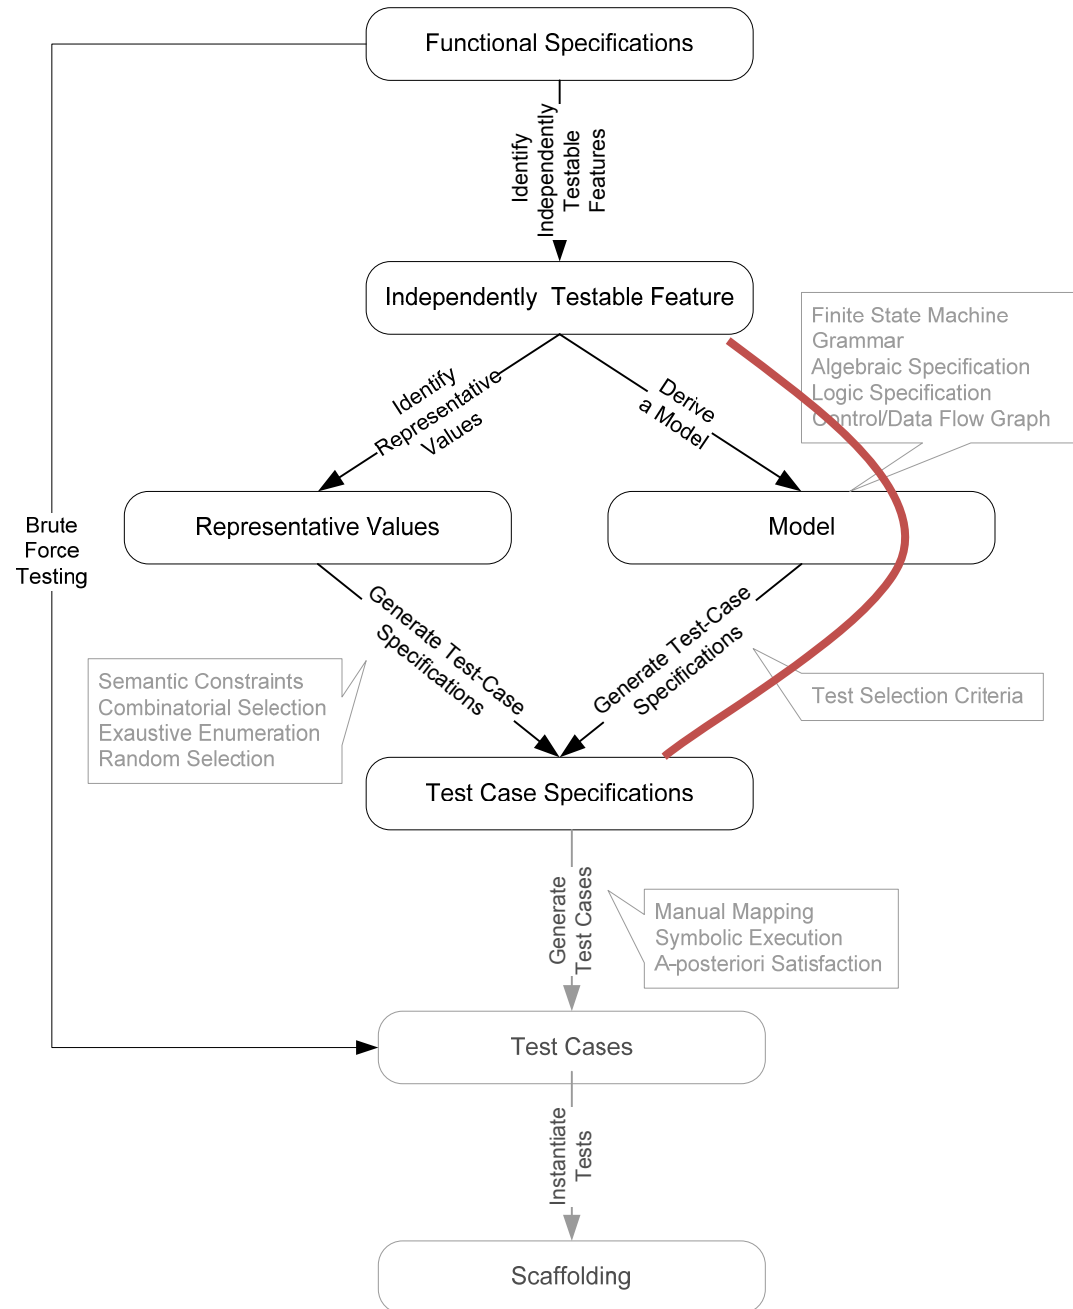 Functional Specifications
Identify
Independently
Testable
Features
Independently Testable Feature
Finite State Machine
Grammar
Algebraic Specification
Logic Specification
Control/Data Flow Graph
Identify
Representative
Values
Derive
a Model
Representative Values
Model
Brute
Force
Testing
Generate Test-Case
Specifications
Generate Test-Case
Specifications
Semantic Constraints
Combinatorial Selection
Exaustive Enumeration
Random Selection
Test Selection Criteria
Test Case Specifications
Generate
Test Cases
Manual Mapping
Symbolic Execution
A-posteriori Satisfaction
Test Cases
Instantiate
Tests
Scaffolding